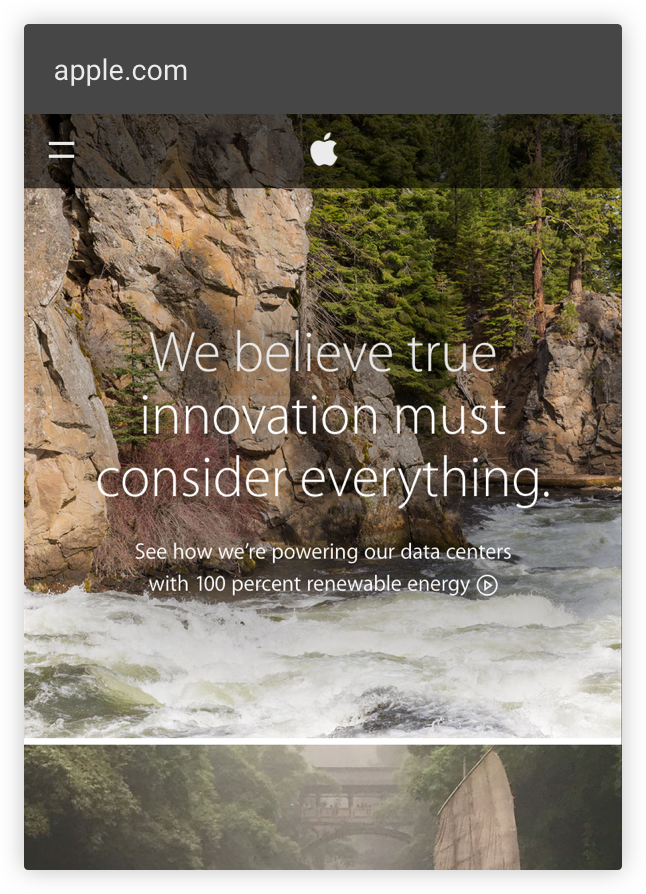 apple.com
We believe true
innovation must
consider everything.
See how we’re powering our data centers
with 100 percent renewable energy